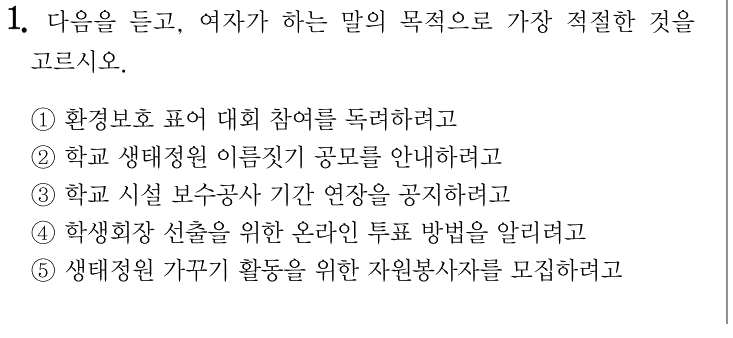 1. 다음을 듣고, 여자가 하는 말의 목적으로 가장 적절한 것을
고르시오.
① 환경보호 표어 대회 참여를 독려하려고
② 학교 생태정원 이름짓기 공모를 안내하려고
③ 학교 시설 보수공사 기간 연장을 공지하려고
④ 학생회장 선출을 위한 온라인 투표 방법을 알리려고
⑤ 생태정원 가꾸기 활동을 위한 자원봉사자를 모집하려고